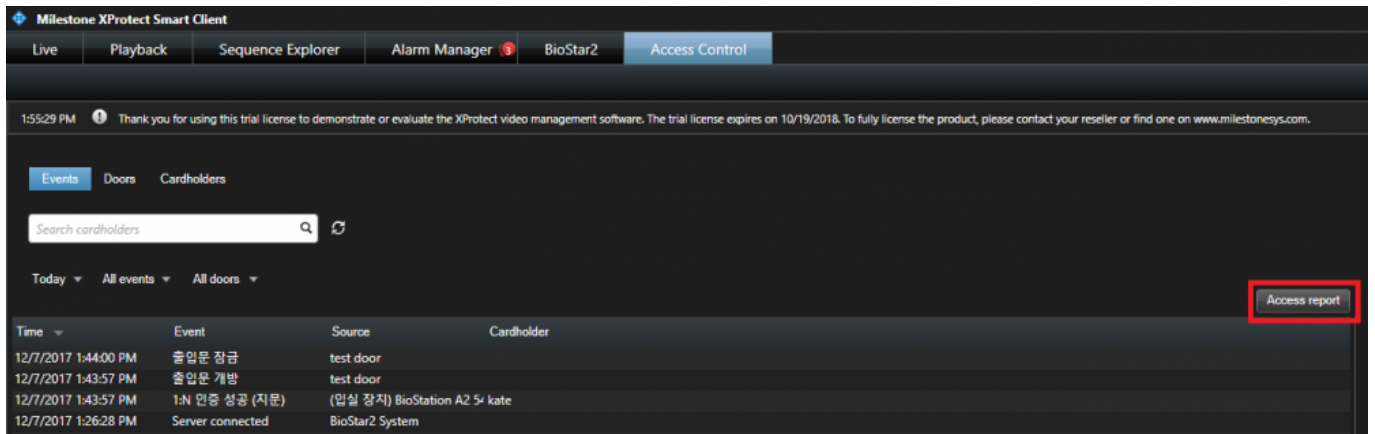 Milestone XProtect Smart Client
Live Playback Sequence Explorer Alarm Manager 3 BioStar2 Access Control
1:55:29 PM Thank you for using this trial license to demonstrate or evaluate the XProtect video management software. The trial license expires on 10/19/2018. To fully license the product, please contact your reseller or find one on www.milestonesys.com.
Events Doors Cardholders
Search cardholders
Today All events All doors
Access report
Time Event Source Cardholder
12/7/2017 1:44:00 PM 출입문 잠금 test door
12/7/2017 1:43:57 PM 출입문 개방 test door
12/7/2017 1:43:57 PM 1:N 인증 성공 (지문) (입실 장치) BioStation A2 kate
12/7/2017 1:26:28 PM Server connected BioStar2 System